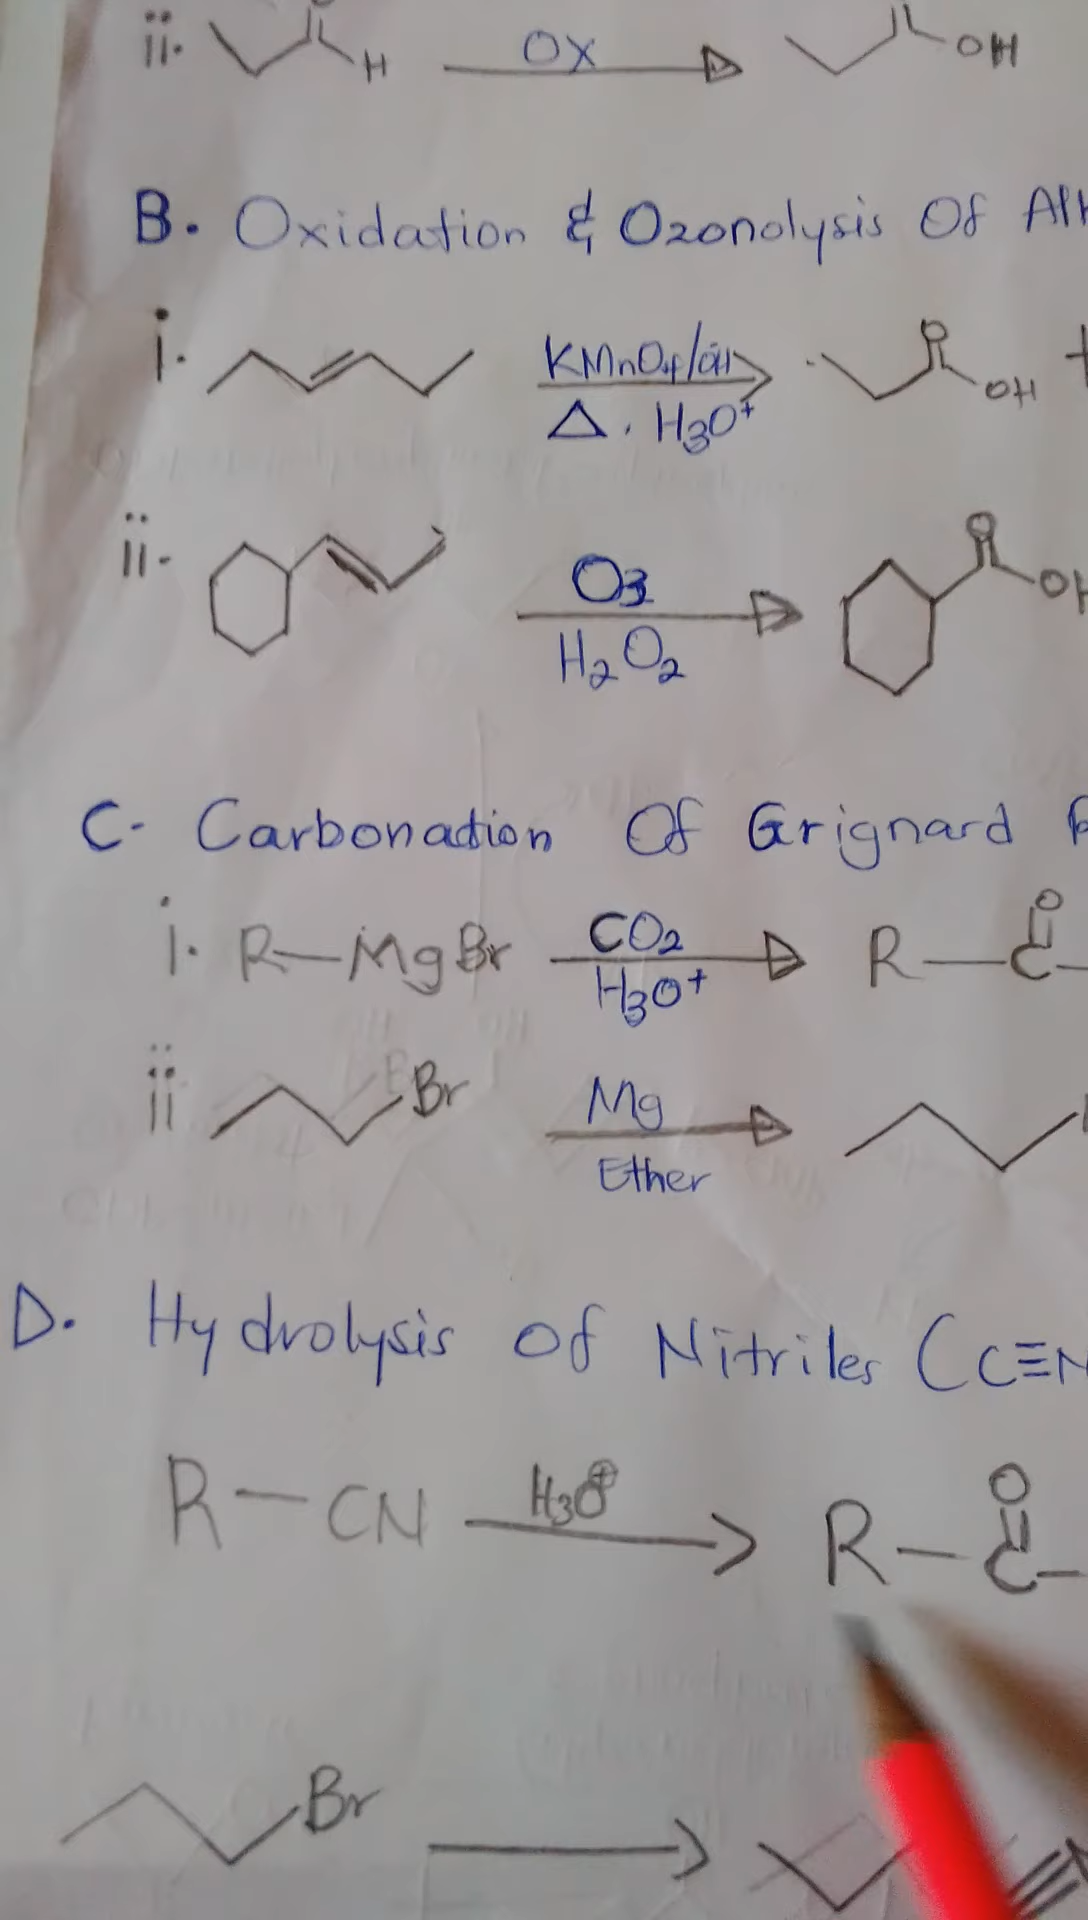 ii. H OX OH
B. Oxidation & Ozonolysis Of
i. KMnO4/OH O OH +
Δ, H3O+
ii. O3 O
H2O2
C- Carbonation Of Grignard
i. R—MgBr CO2 R—C O
H3O+
ii Br Mg
Ether
D. Hydrolysis Of Nitriles (C≡N
R—CN H3O⊕ R—C O
Br